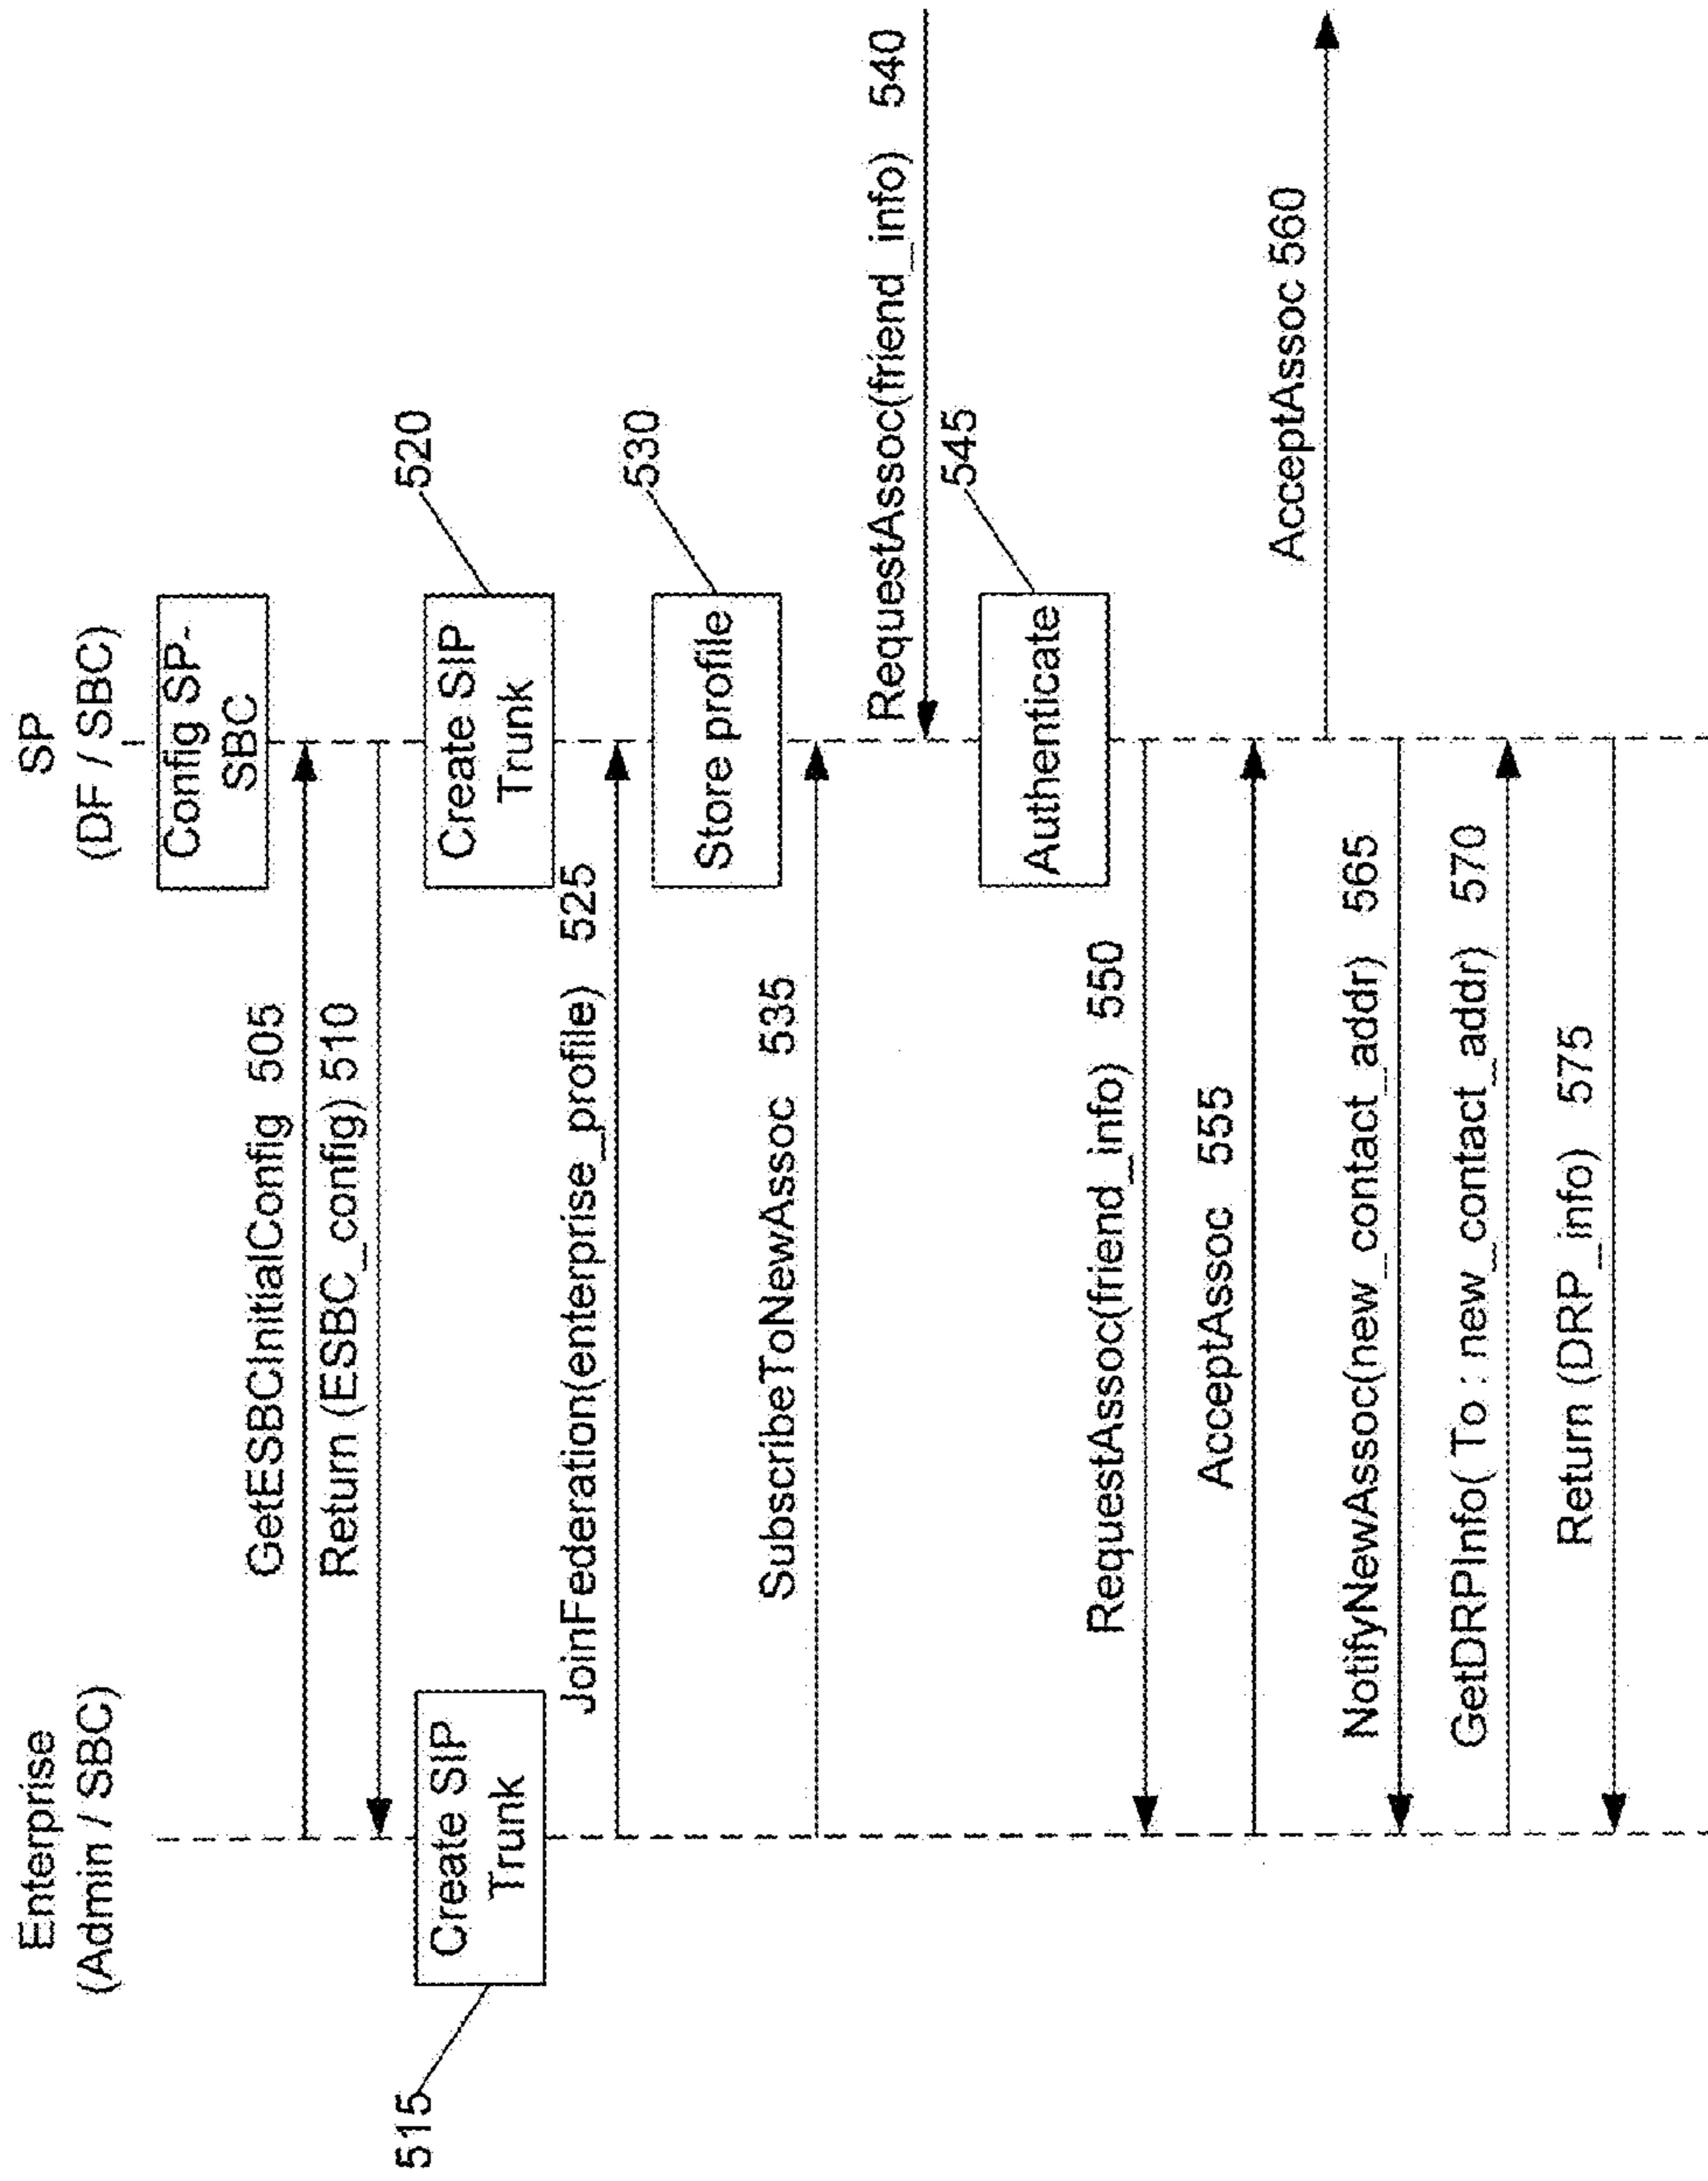 Enterprise
(Admin / SBC)
SP
(DF / SBC)
Config SP-
SBC
GetESBCInitialConfig 505
Return (ESBC_config) 510
515
Create SIP
Trunk
Create SIP
Trunk
520
JoinFederation(enterprise_profile) 525
Store profile
530
SubscribeToNewAssoc 535
RequestAssoc(friend_info) 540
Authenticate
545
RequestAssoc(friend_info) 550
AcceptAssoc 555
AcceptAssoc 560
NotifyNewAssoc(new_contact_addr) 565
GetDRPInfo( To : new_contact_addr) 570
Return (DRP_info) 575